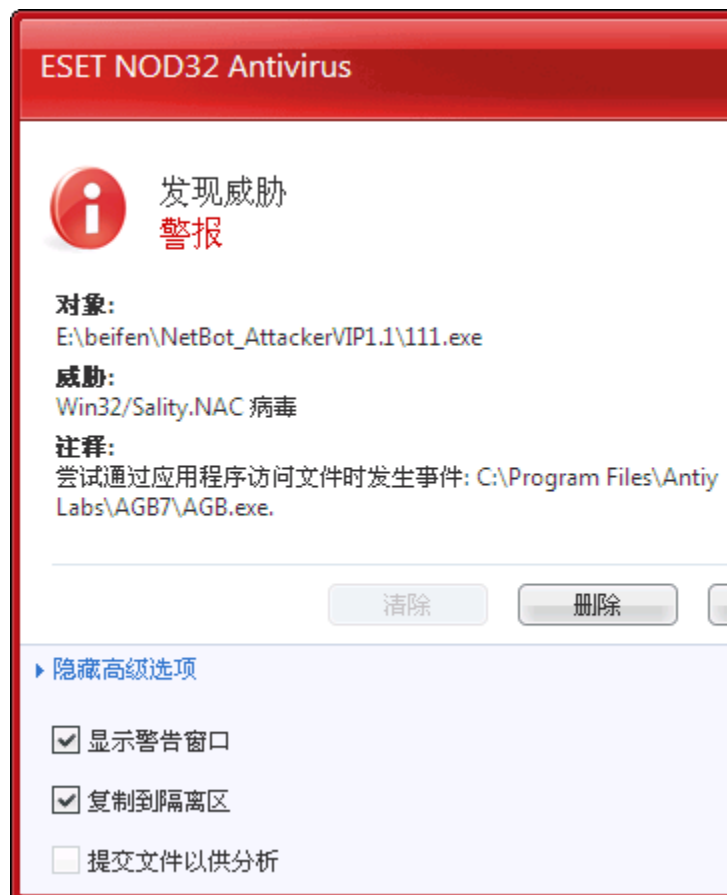 ESET NOD32 Antivirus
发现威胁
警报
对象:
E:\beifen\NetBot_AttackerVIP1.1\111.exe
威胁:
Win32/Sality.NAC 病毒
注释:
尝试通过应用程序访问文件时发生事件: C:\Program Files\Antiy
Labs\AGB7\AGB.exe.
清除 删除
隐藏高级选项
显示警告窗口
复制到隔离区
提交文件以供分析